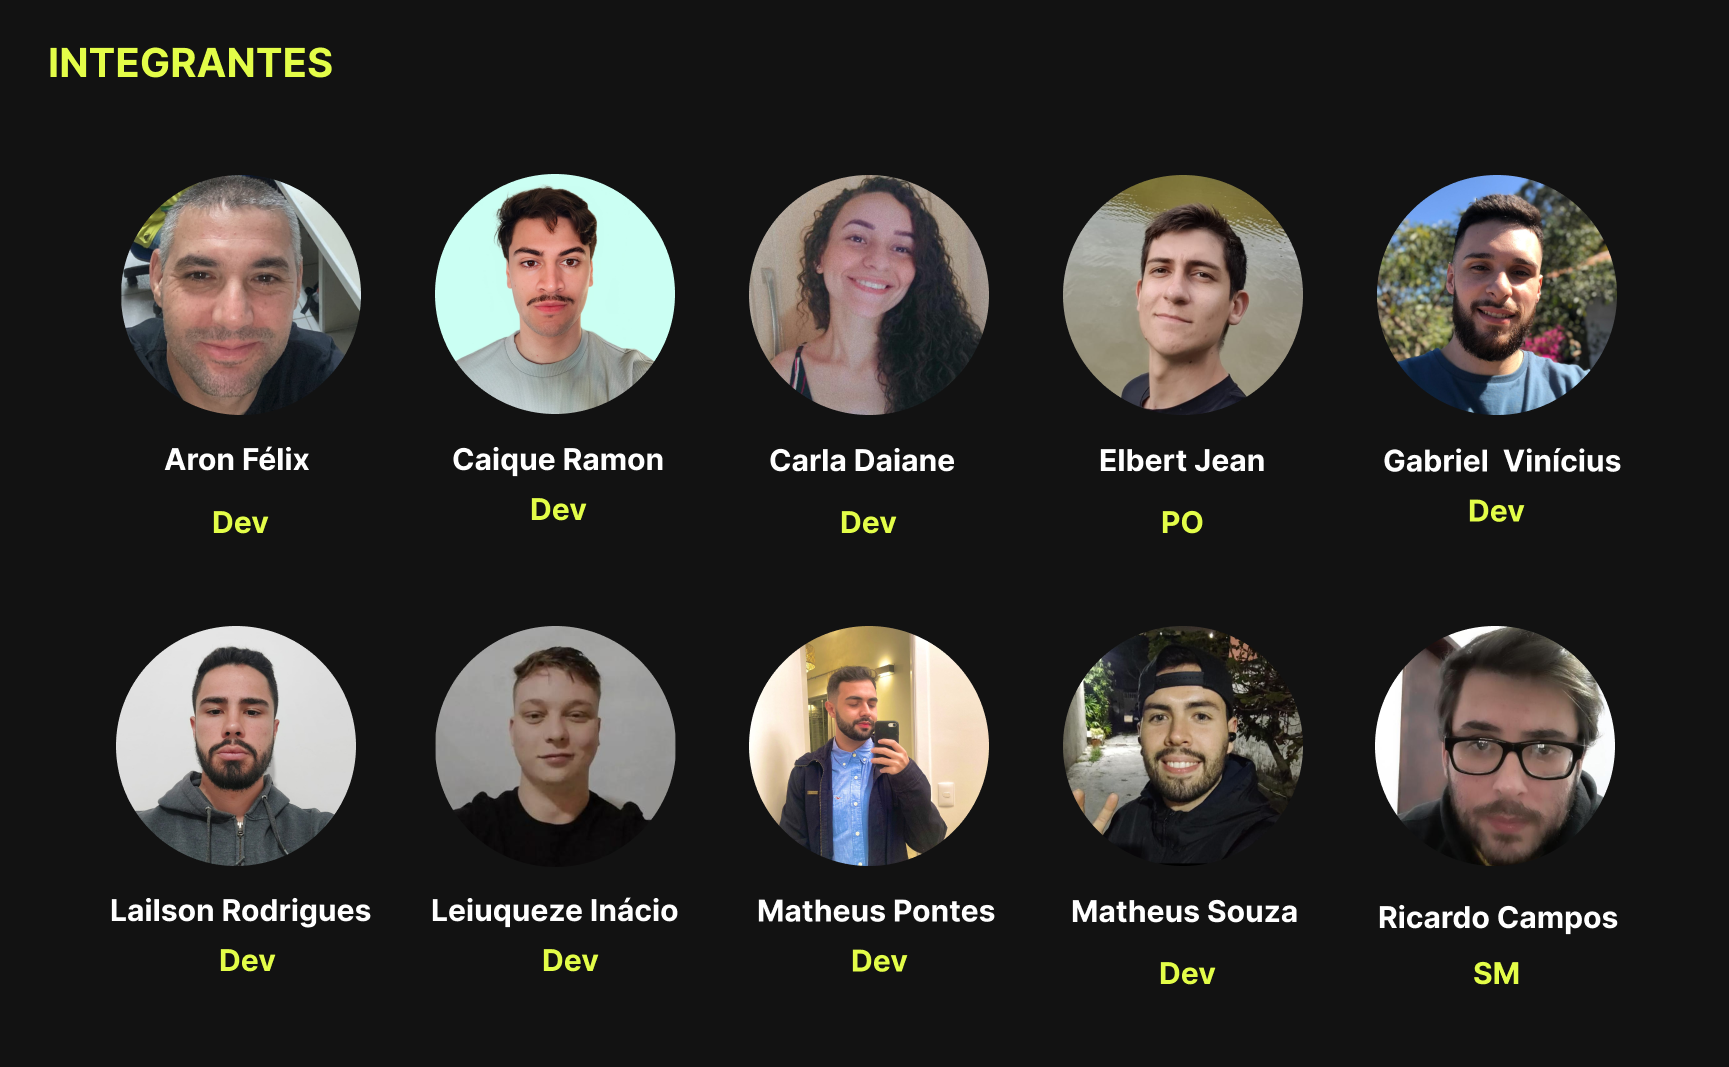 INTEGRANTES
Aron Félix
Dev
Caique Ramon
Dev
Carla Daiane
Dev
Elbert Jean
PO
Gabriel Vinícius
Dev
Lailson Rodrigues
Dev
Leiuqueze Inácio
Dev
Matheus Pontes
Dev
Matheus Souza
Dev
Ricardo Campos
SM